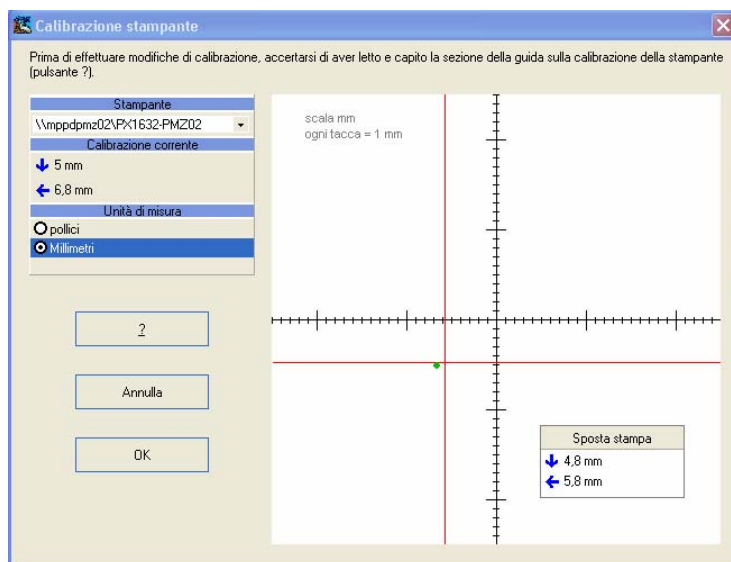 Calibrazione stampante
Prima di effettuare modifiche di calibrazione, accertarsi di aver letto e capito la sezione della guida sulla calibrazione della stampante
(pulsante ?).
Stampante
\\mppdpmz02\PX1632-PMZ02
Calibrazione corrente
5 mm
6,8 mm
Unità di misura
pollici
Millimetri
?
Annulla
OK
scala mm
ogni tacca = 1 mm
Sposta stampa
4,8 mm
5,8 mm